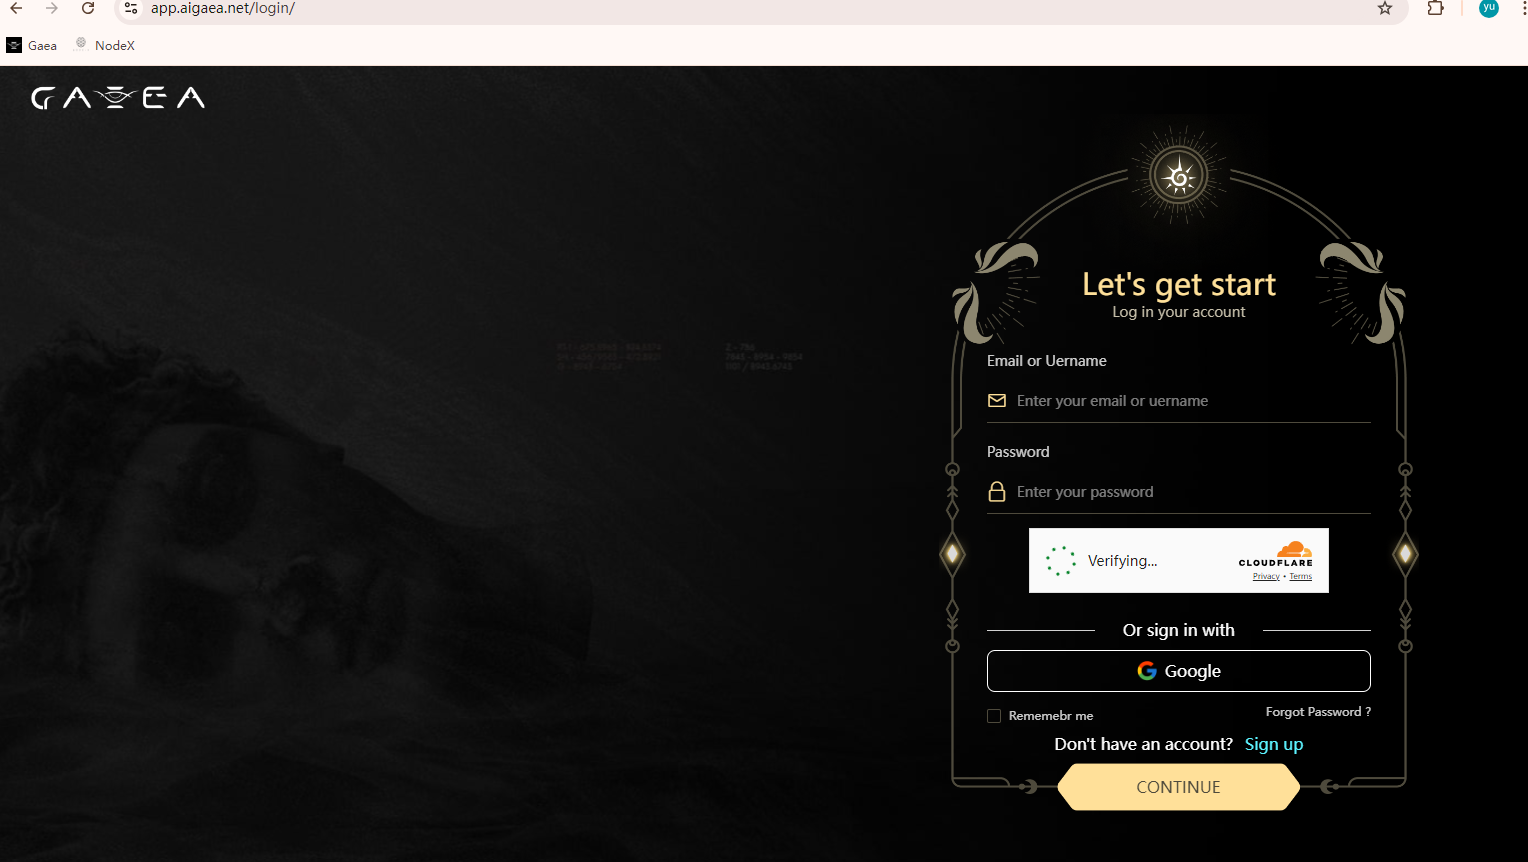 app.aigaea.net/login/
yu
Gaea
NodeX
GAEA
Let's get start
Log in your account
Email or Uername
Enter your email or uername
Password
Enter your password
Verifying...
CLOUDFLARE
Privacy • Terms
Or sign in with
Google
Rememebr me
Forgot Password ?
Don't have an account? Sign up
CONTINUE